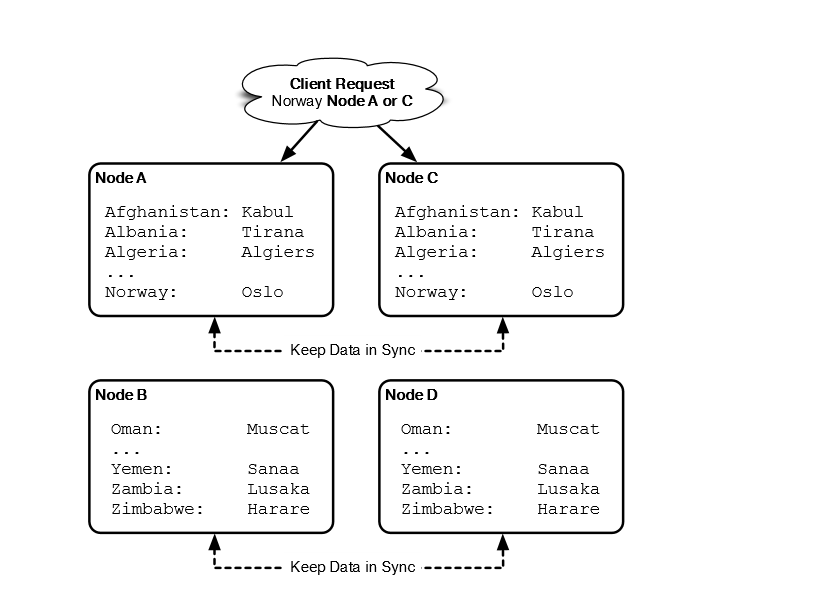 Client Request
Norway Node A or C
Node A
Afghanistan: Kabul
Albania: Tirana
Algeria: Algiers
...
Norway: Oslo
Node C
Afghanistan: Kabul
Albania: Tirana
Algeria: Algiers
...
Norway: Oslo
Keep Data in Sync
Node B
Oman: Muscat
...
Yemen: Sanaa
Zambia: Lusaka
Zimbabwe: Harare
Node D
Oman: Muscat
...
Yemen: Sanaa
Zambia: Lusaka
Zimbabwe: Harare
Keep Data in Sync